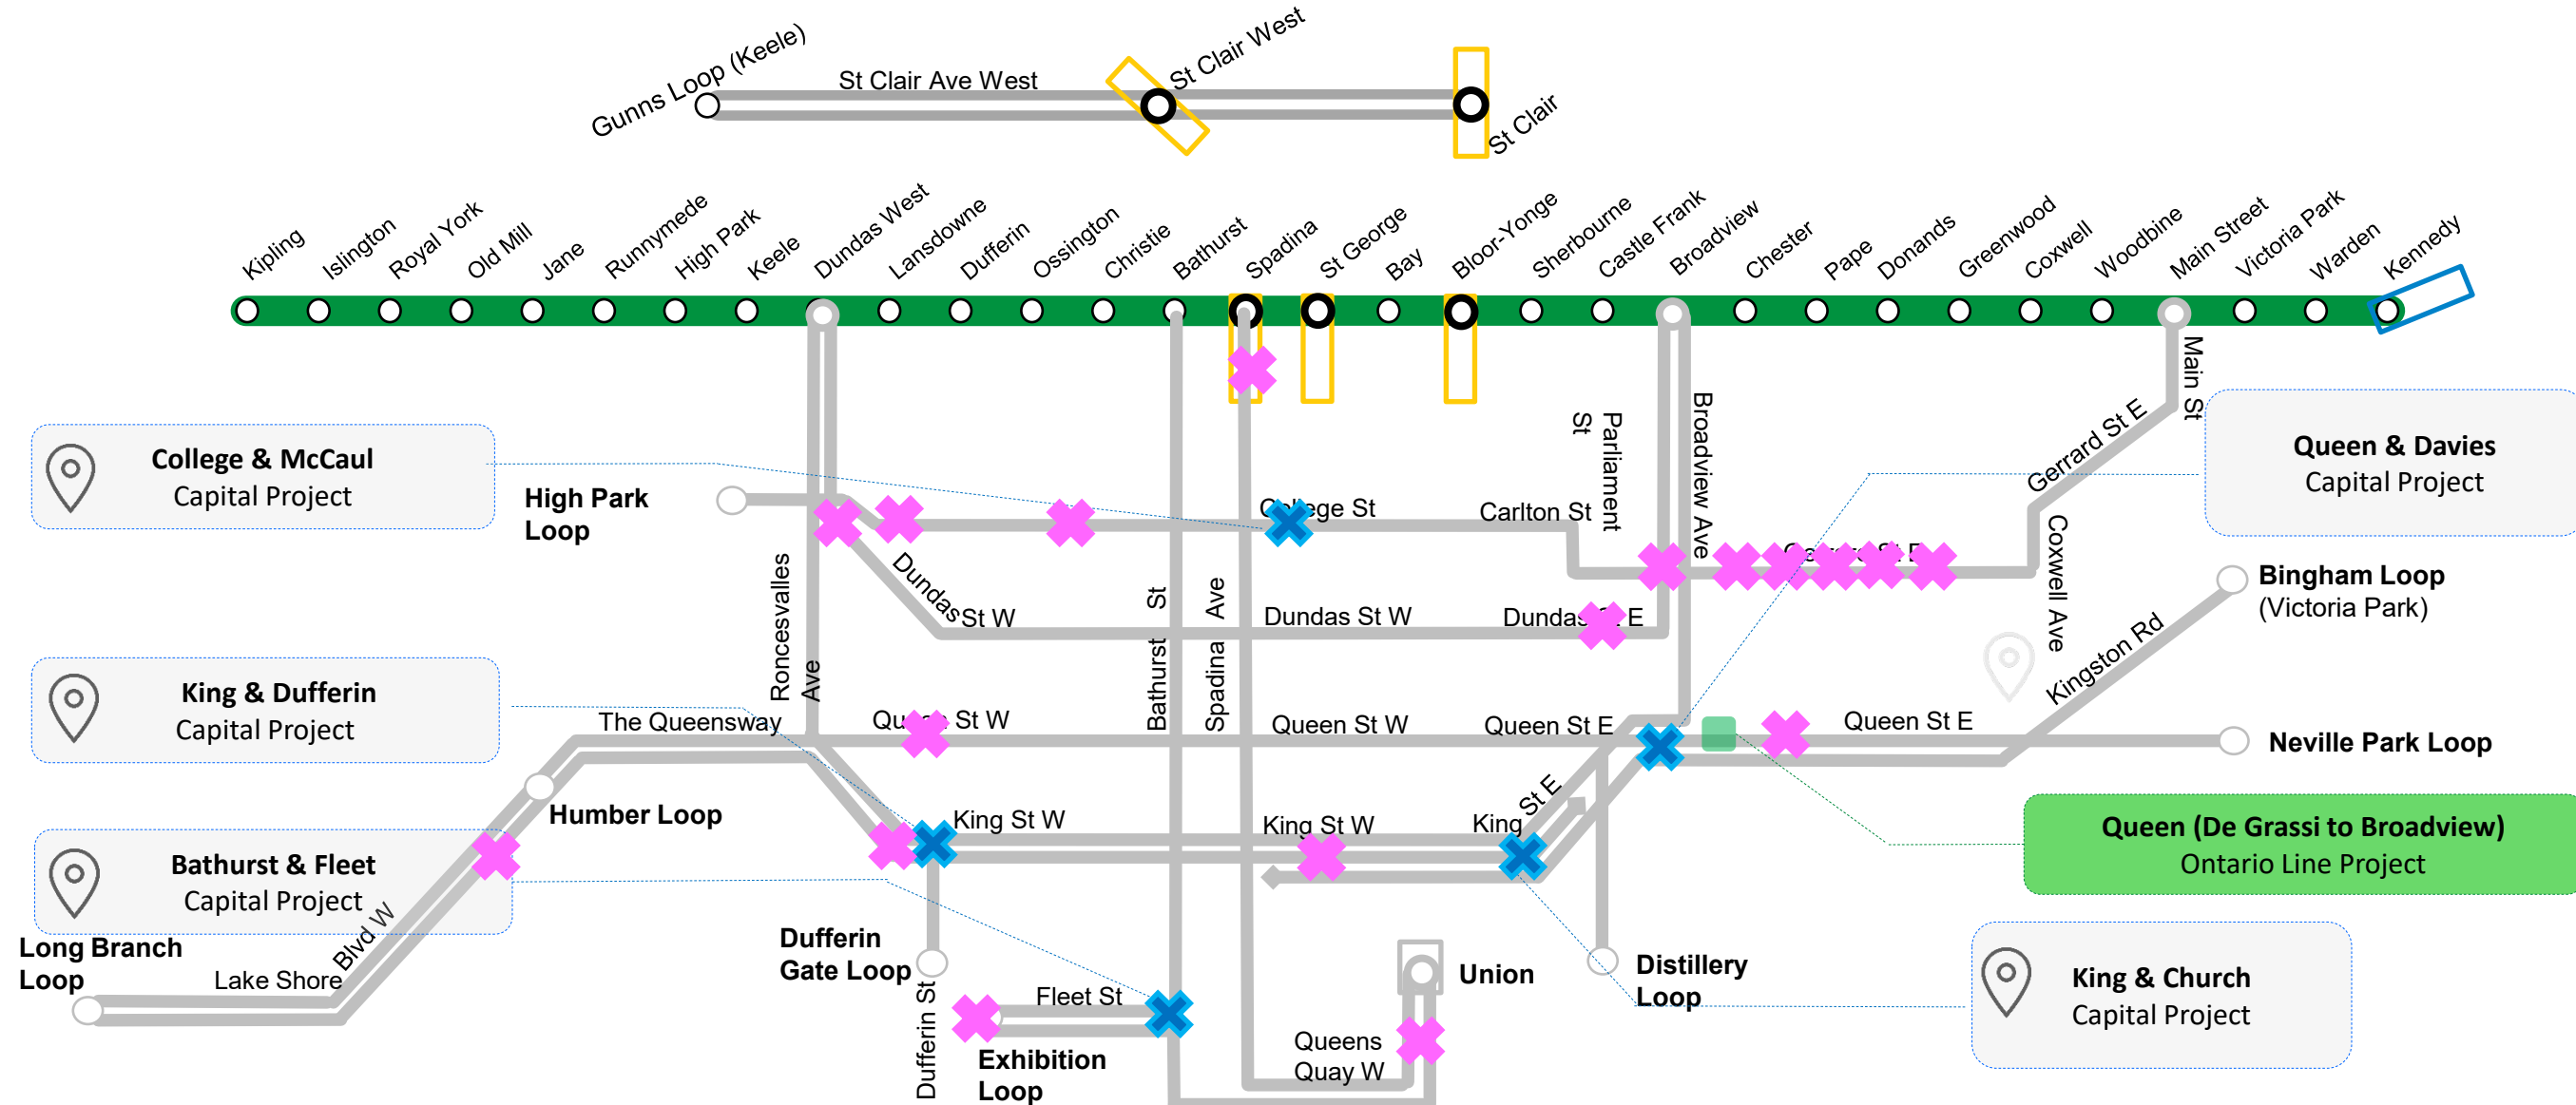 Gunns Loop (Keele)
St Clair Ave West
St Clair West
St Clair
Kipling
Islington
Royal York
Old Mill
Jane
Runnymede
High Park
Keele
Dundas West
Lansdowne
Dufferin
Ossington
Christie
Bathurst
Spadina
St George
Bay
Bloor-Yonge
Sherbourne
Castle Frank
Broadview
Chester
Pape
Donands
Greenwood
Coxwell
Woodbine
Main Street
Victoria Park
Warden
Kennedy
College & McCaul
Capital Project
High Park
Loop
College St
Carlton St
Parliament
St
Broadview Ave
Main St
Gerrard St E
Queen & Davies
Capital Project
Roncesvalles
Ave
Dundas St W
Bathurst St
Spadina Ave
Dundas St W
Dundas St E
Coxwell Ave
Bingham Loop
(Victoria Park)
Kingston Rd
King & Dufferin
Capital Project
The Queensway
Queen St W
Queen St W
Queen St E
Queen St E
Neville Park Loop
Humber Loop
King St W
King St W
King St E
Queen (De Grassi to Broadview)
Ontario Line Project
Bathurst & Fleet
Capital Project
Long Branch
Loop
Lake Shore Blvd W
Dufferin
Gate Loop
Dufferin St
Fleet St
Exhibition
Loop
Union
Queens
Quay W
Distillery
Loop
King & Church
Capital Project